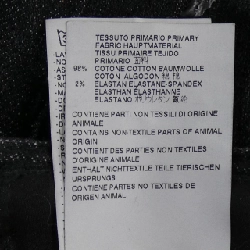 TESSUTO PRIMARIO PRIMARY
FABRIC HAUPTMATERIAL
TISSU PRIMAIRE TEJIDO
PRIMARIO
98% COTONE COTTON BAUMWOLLE
COTON ALGODON
2% ELASTAN ELASTANE SPANDEX
ELASTHAN ÉLASTHANNE
ELASTANO
CONTIENE PARTI NON TESSILI DI ORIGINE
ANIMALE
CONTAINS NON TEXTILE PARTS OF ANIMAL
ORIGIN
CONTIENT DES PARTIES NON TEXTILES
D'ORIGINE ANIMALE
ENTHÄLT NICHTTEXTILE TEILE TIERISCHEN
URSPRUNGS
CONTIENE PARTES NO TEXTILES DE
ORIGEN ANIMAL